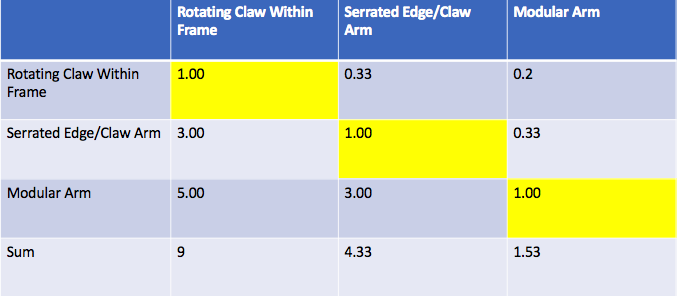 Rotating Claw Within Frame Serrated Edge/Claw Arm Modular Arm
Rotating Claw Within Frame 1.00 0.33 0.2
Serrated Edge/Claw Arm 3.00 1.00 0.33
Modular Arm 5.00 3.00 1.00
Sum 9 4.33 1.53